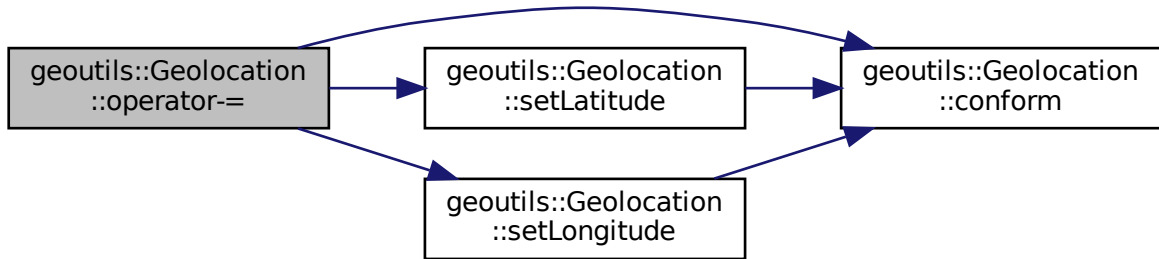 geoutils::Geolocation
::operator-=
geoutils::Geolocation
::setLatitude
geoutils::Geolocation
::conform
geoutils::Geolocation
::setLongitude